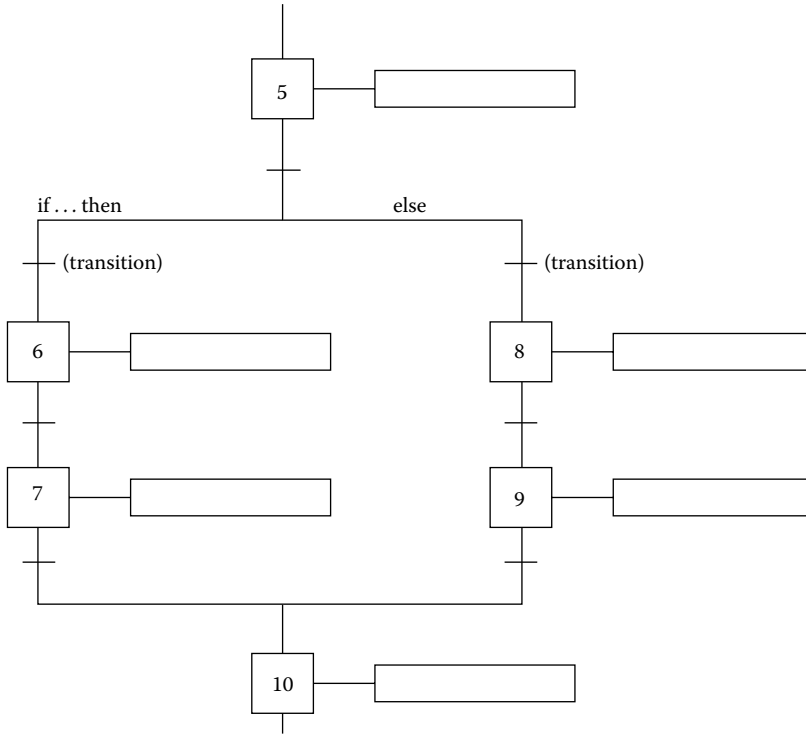 5
if . . . then
else
(transition)
(transition)
6
8
7
9
10